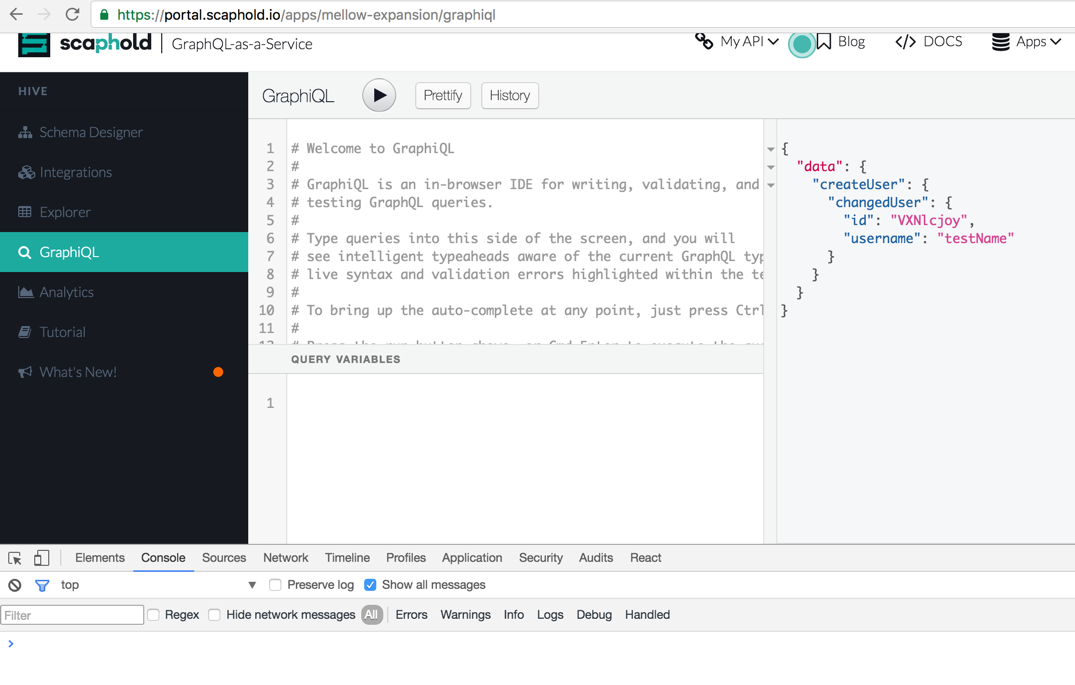 https://portal.scaphold.io/apps/mellow-expansion/graphiql
scaphold | GraphQL-as-a-Service
My API
Blog
</> DOCS
Apps
HIVE
Schema Designer
Integrations
Explorer
GraphiQL
Analytics
Tutorial
What's New!
GraphiQL
Prettify
History
1 # Welcome to GraphiQL
2 #
3 # GraphiQL is an in-browser IDE for writing, validating, and
4 # testing GraphQL queries.
5 #
6 # Type queries into this side of the screen, and you will
7 # see intelligent typeaheads aware of the current GraphQL typ
8 # live syntax and validation errors highlighted within the te
9 #
10 # To bring up the auto-complete at any point, just press Ctrl
11 #
QUERY VARIABLES
1
{
"data": {
"createUser": {
"changedUser": {
"id": "VXNlcjoy",
"username": "testName"
}
}
}
}
Elements Console Sources Network Timeline Profiles Application Security Audits React
top Preserve log Show all messages
Filter Regex Hide network messages All Errors Warnings Info Logs Debug Handled
>